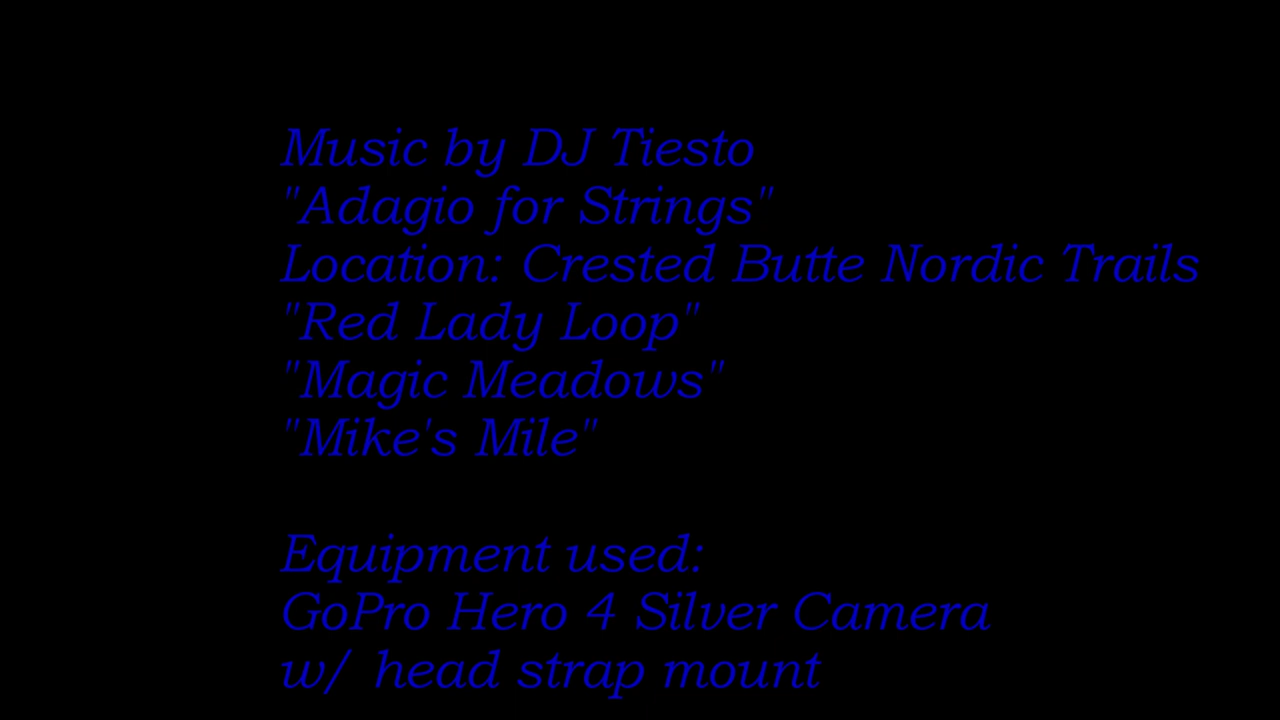 Music by DJ Tiesto
"Adagio for Strings"
Location: Crested Butte Nordic Trails
"Red Lady Loop"
"Magic Meadows"
"Mike's Mile"
Equipment used:
GoPro Hero 4 Silver Camera
w/ head strap mount